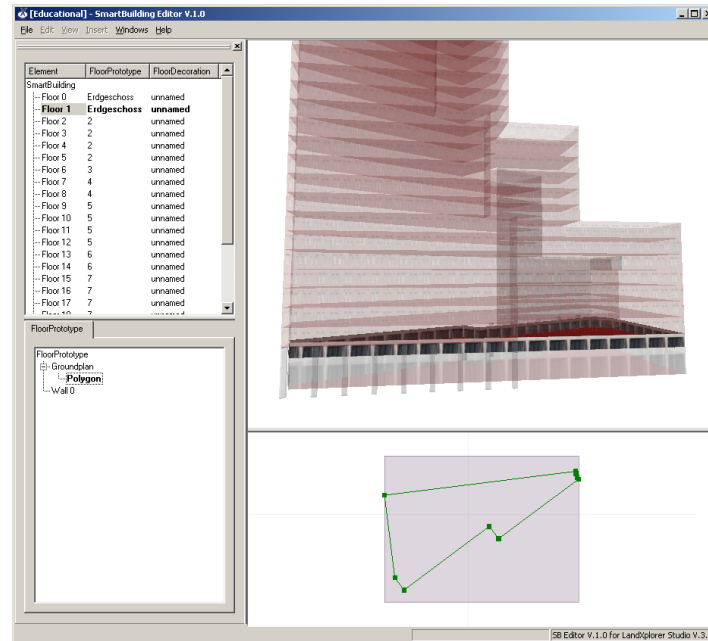 [Educational] - SmartBuilding Editor V.1.0
File Edit View Insert Windows Help
Element FloorPrototype FloorDecoration
SmartBuilding
Floor 0 Erdgeschoss unnamed
Floor 1 Erdgeschoss unnamed
Floor 2 2 unnamed
Floor 3 2 unnamed
Floor 4 2 unnamed
Floor 5 2 unnamed
Floor 6 3 unnamed
Floor 7 4 unnamed
Floor 8 4 unnamed
Floor 9 5 unnamed
Floor 10 5 unnamed
Floor 11 5 unnamed
Floor 12 5 unnamed
Floor 13 6 unnamed
Floor 14 6 unnamed
Floor 15 7 unnamed
Floor 16 7 unnamed
Floor 17 7 unnamed
Floor 18 7 unnamed
FloorPrototype
FloorPrototype
Groundplan
Polygon
Wall 0
SB Editor V.1.0 for LandXplorer Studio V.3.